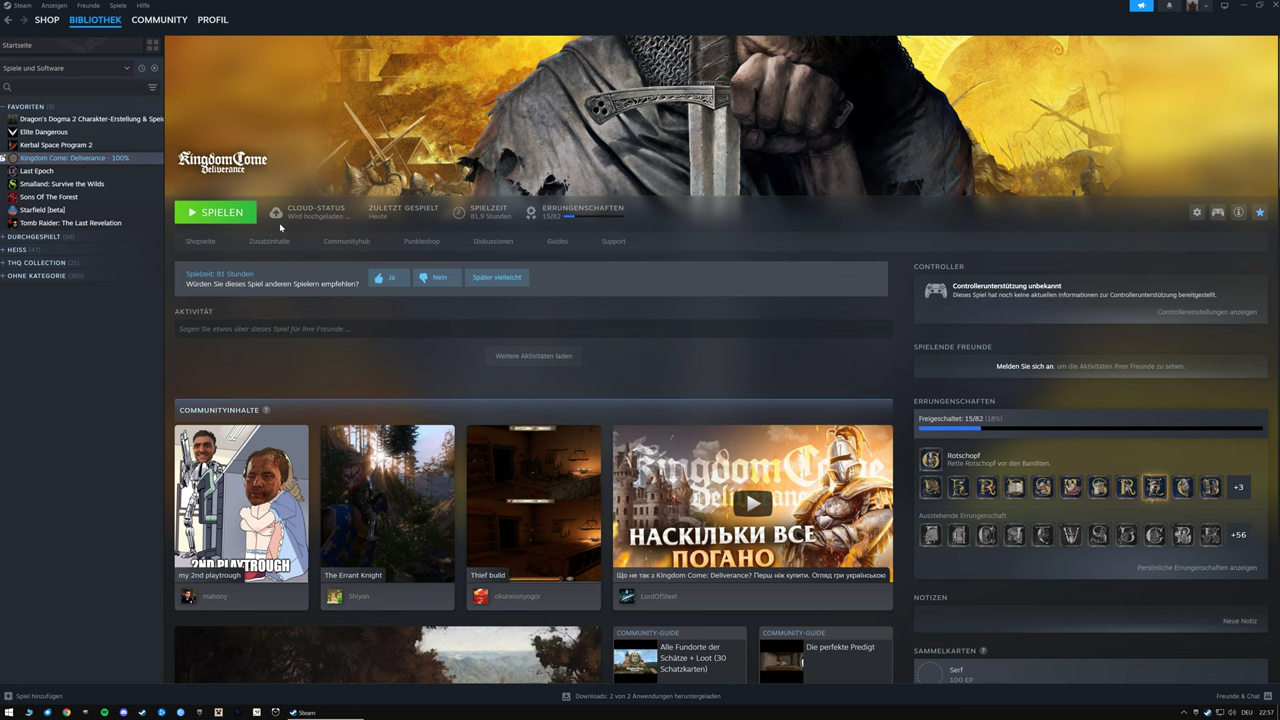 Steam Anzeigen Freunde Spiele Hilfe
SHOP BIBLIOTHEK COMMUNITY PROFIL
Startseite
Spiele und Software
FAVORITEN (9)
Dragon's Dogma 2 Charakter-Erstellung & Speic
Elite Dangerous
Kerbal Space Program 2
Kingdom Come: Deliverance - 100%
Last Epoch
Smalland: Survive the Wilds
Sons Of The Forest
Starfield [beta]
Tomb Raider: The Last Revelation
DURCHGESPIELT
HEISS (47)
THQ COLLECTION
OHNE KATEGORIE (365)
Kingdom Come
Deliverance
SPIELEN
CLOUD-STATUS
Wird hochgeladen ...
ZULETZT GESPIELT
Heute
SPIELZEIT
81,9 Stunden
ERRUNGENSCHAFTEN
15/82
Shopseite Zusatzinhalte Communityhub Punkteshop Diskussionen Guides Support
Spielzeit: 81 Stunden
Würden Sie dieses Spiel anderen Spielern empfehlen?
Ja Nein Später vielleicht
AKTIVITÄT
Sagen Sie etwas über dieses Spiel für Ihre Freunde ...
Weitere Aktivitäten laden
COMMUNITYINHALTE ?
2ND PLAYTROUGH
my 2nd playtrough
mahony
The Errant Knight
Shlyon
Thief build
okurwionyogór
Kingdom Come
НАСКІЛЬКИ ВСЕ
ПОГАНО
Що не так з Kingdom Come: Deliverance? Перш ніж купити. Огляд гри українською
LordOfSteel
COMMUNITY-GUIDE
Alle Fundorte der
Schätze + Loot (30
Schatzkarten)
COMMUNITY-GUIDE
Die perfekte Predigt
CONTROLLER
Controllerunterstützung unbekannt
Dieses Spiel hat noch keine aktuellen Information zur Controllerunterstützung bereitgestellt.
Controllereinstellungen anzeigen
SPIELENDE FREUNDE
Melden Sie sich an, um die Aktivitäten Ihrer Freunde zu sehen.
ERRUNGENSCHAFTEN
Freigeschaltet: 15/82 (18%)
Rotschopf
Rette Rotschopf vor den Banditen.
+3
Ausstehende Errungenschaft
+56
Persönliche Errungenschaften anzeigen
NOTIZEN
Neue Notiz
SAMMELKARTEN ?
Serf
100 EP
Spiel hinzufügen
Downloads: 2 von 2 Anwendungen heruntergeladen
Freunde & Chat
Steam
DEU 22:57